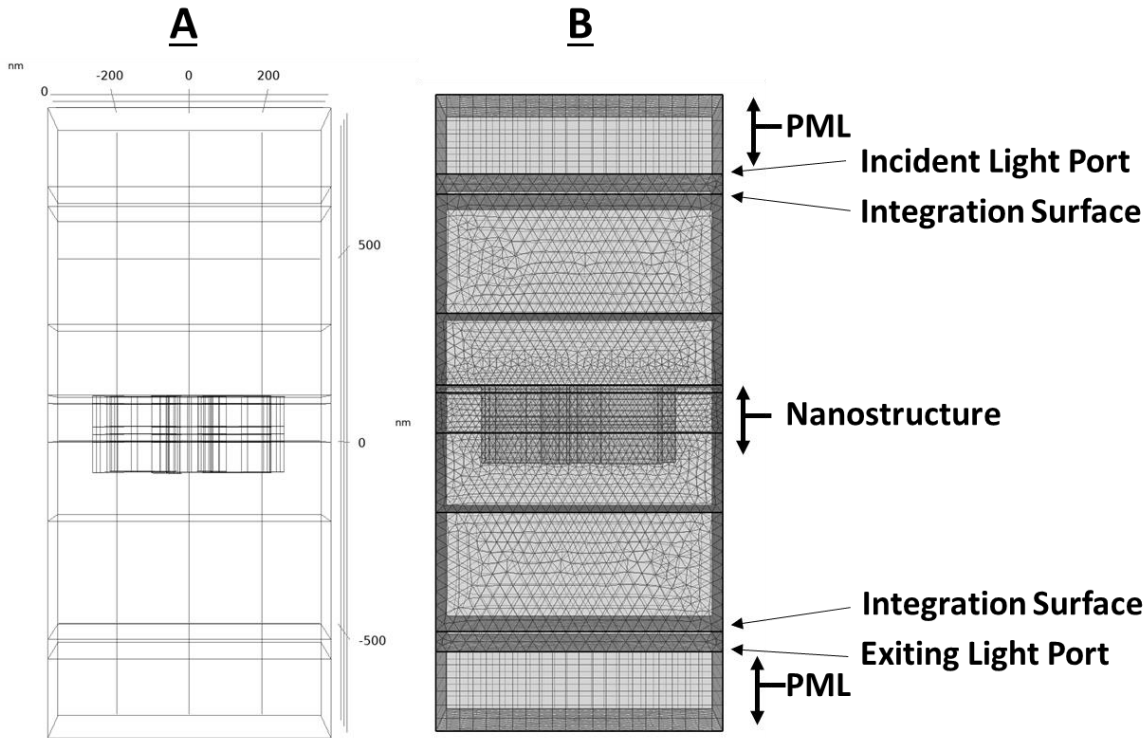 A
B
nm
-200 0 200
0
500
nm
0
-500
PML
Incident Light Port
Integration Surface
Nanostructure
Integration Surface
Exiting Light Port
PML